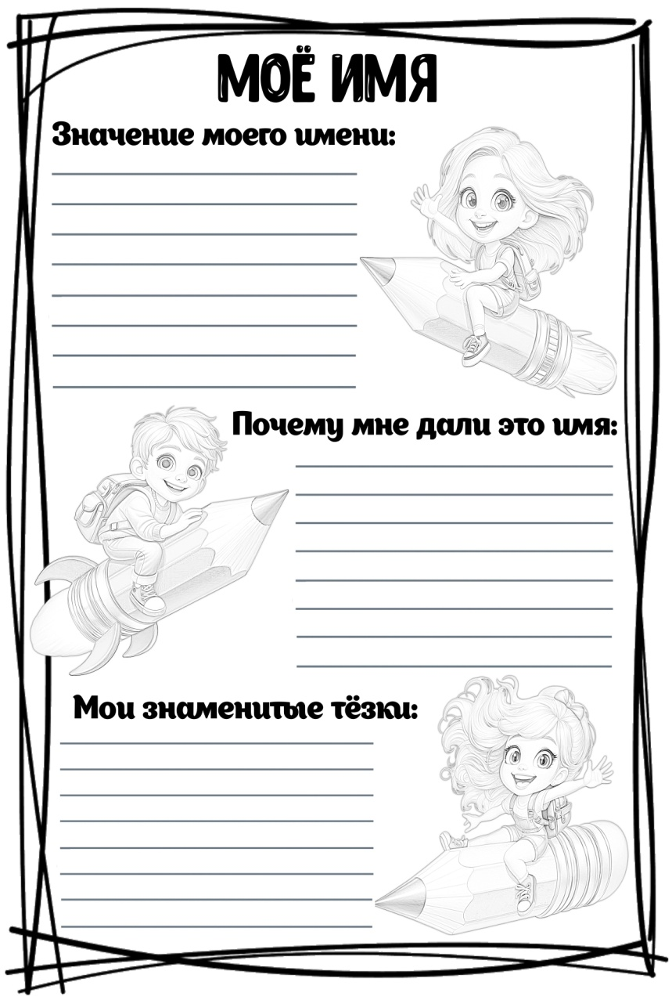 МОЁ ИМЯ
Значение моего имени:
Почему мне дали это имя:
Мои знаменитые тёзки: